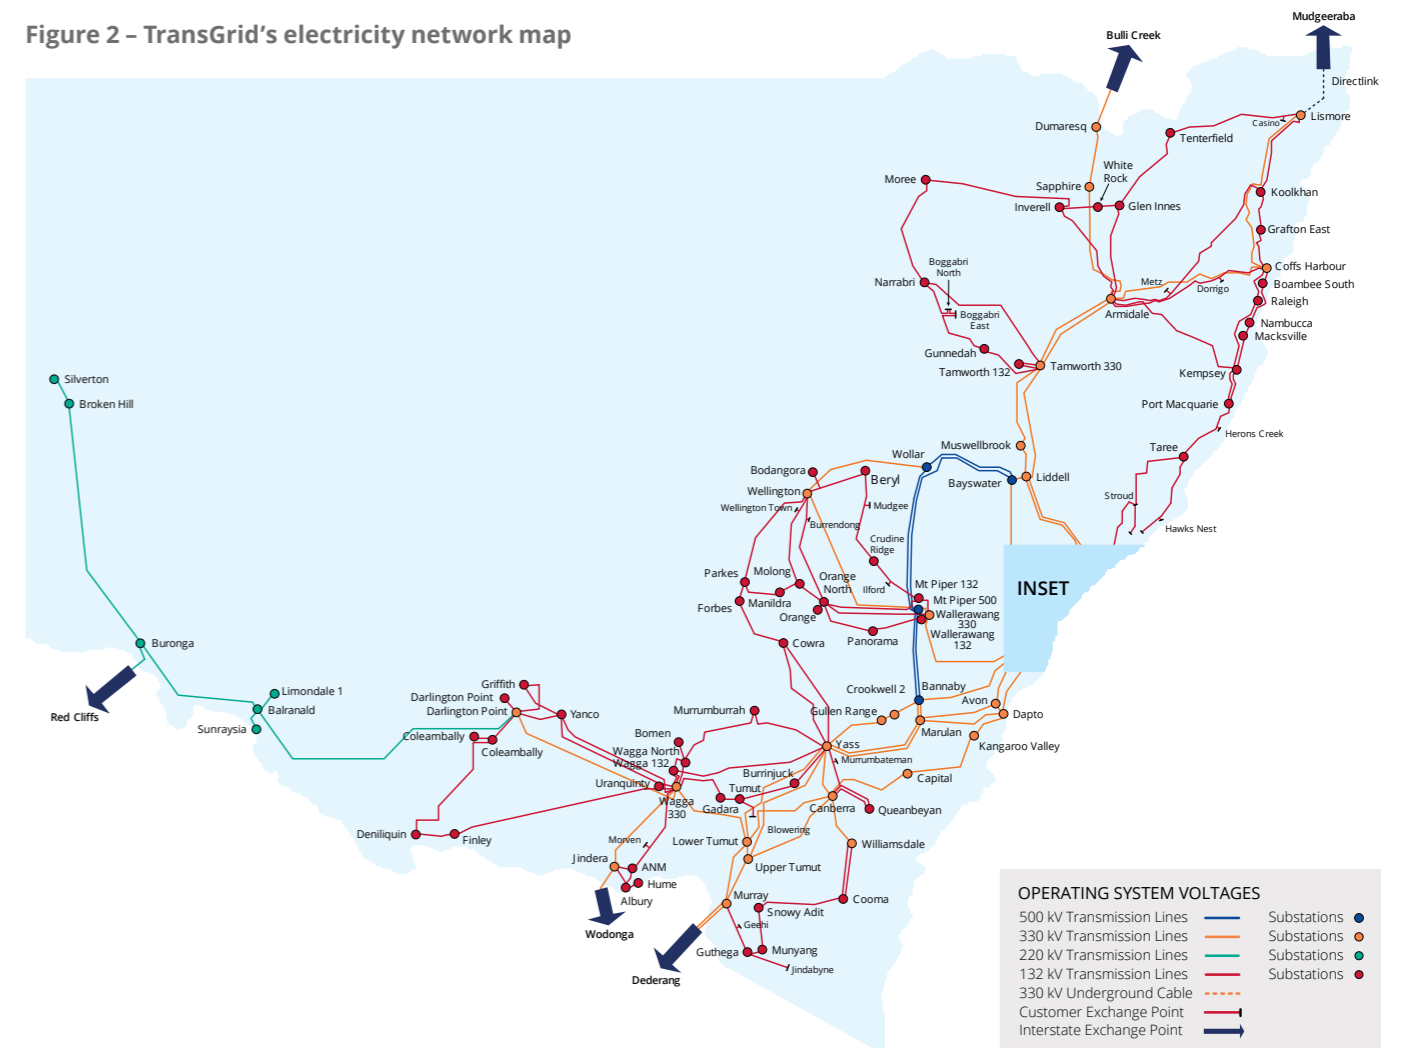 Figure 2 – TransGrid's electricity network map
Mudgeeraba
Bulli Creek
Directlink
Lismore
Casino
Dumaresq
Tenterfield
White
Rock
Moree
Sapphire
Koolkhan
Inverell
Glen Innes
Grafton East
Boggabri
North
Coffs Harbour
Narrabri
Metz
Dorrigo
Boambee South
Raleigh
Boggabri
East
Armidale
Nambucca
Macksville
Gunnedah
Tamworth 132
Tamworth 330
Kempsey
Silverton
Broken Hill
Port Macquarie
Herons Creek
Muswellbrook
Taree
Wollar
Bodangora
Beryl
Bayswater
Liddell
Wellington
Stroud
Wellington Town
Mudgee
Burrendong
Hawks Nest
Crudine
Ridge
Parkes
Molong
Orange
North
Ilford
Mt Piper 132
INSET
Forbes
Manildra
Mt Piper 500
Orange
Wallerawang
330
Panorama
Wallerawang
132
Buronga
Cowra
Griffith
Limondale 1
Darlington Point
Crookwell 2
Bannaby
Red Cliffs
Balranald
Darlington Point
Yanco
Murrumburrah
Gullen Range
Avon
Dapto
Sunraysia
Coleambally
Bomen
Marulan
Coleambally
Wagga North
Yass
Kangaroo Valley
Wagga 132
Murrumbateman
Uranquinty
Burrinjuck
Capital
Tumut
Wagga
330
Gadara
Canberra
Queanbeyan
Deniliquin
Finley
Morven
Lower Tumut
Blowering
Williamsdale
Jindera
ANM
Upper Tumut
Hume
Albury
Murray
Cooma
Snowy Adit
Geehi
Wodonga
Guthega
Munyang
Jindabyne
Dederang
OPERATING SYSTEM VOLTAGES
500 kV Transmission Lines Substations
330 kV Transmission Lines Substations
220 kV Transmission Lines Substations
132 kV Transmission Lines Substations
330 kV Underground Cable
Customer Exchange Point
Interstate Exchange Point